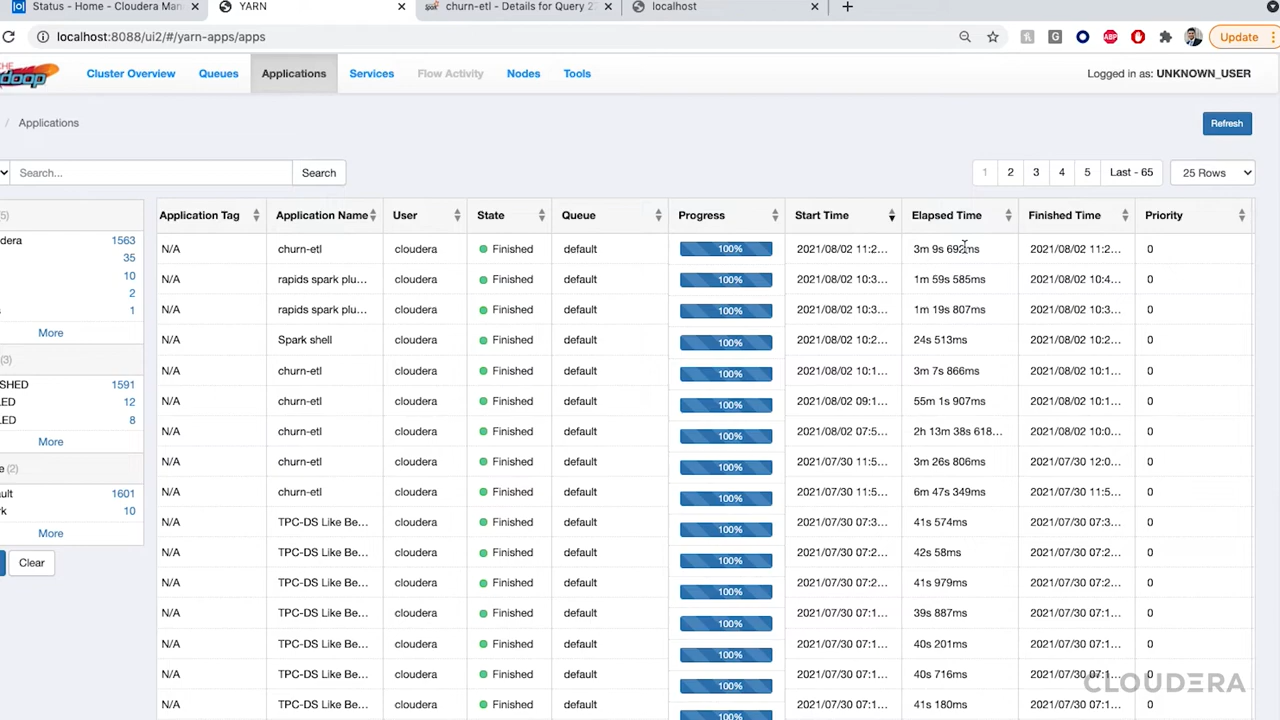 Status - Home - Cloudera Man
YARN
churn-etl - Details for Query 2
localhost
localhost:8088/ui2/#/yarn-apps/apps
Update
Cluster Overview Queues Applications Services Flow Activity Nodes Tools
Logged in as: UNKNOWN_USER
/ Applications
Refresh
Search... Search
1 2 3 4 5 Last - 65 25 Rows
(5)
dera 1563
35
10
2
s 1
More
(3)
SHED 1591
LED 12
LED 8
More
e (2)
ault 1601
rk 10
More
Clear
Application Tag Application Name User State Queue Progress Start Time Elapsed Time Finished Time Priority
N/A churn-etl cloudera Finished default 100% 2021/08/02 11:2... 3m 9s 692ms 2021/08/02 11:2... 0
N/A rapids spark plu... cloudera Finished default 100% 2021/08/02 10:3... 1m 59s 585ms 2021/08/02 10:4... 0
N/A rapids spark plu... cloudera Finished default 100% 2021/08/02 10:3... 1m 19s 807ms 2021/08/02 10:3... 0
N/A Spark shell cloudera Finished default 100% 2021/08/02 10:2... 24s 513ms 2021/08/02 10:2... 0
N/A churn-etl cloudera Finished default 100% 2021/08/02 10:1... 3m 7s 866ms 2021/08/02 10:1... 0
N/A churn-etl cloudera Finished default 100% 2021/08/02 09:1... 55m 1s 907ms 2021/08/02 10:1... 0
N/A churn-etl cloudera Finished default 100% 2021/08/02 07:5... 2h 13m 38s 618... 2021/08/02 10:0... 0
N/A churn-etl cloudera Finished default 100% 2021/07/30 11:5... 3m 26s 806ms 2021/07/30 12:0... 0
N/A churn-etl cloudera Finished default 100% 2021/07/30 11:5... 6m 47s 349ms 2021/07/30 11:5... 0
N/A TPC-DS Like Be... cloudera Finished default 100% 2021/07/30 07:3... 41s 574ms 2021/07/30 07:3... 0
N/A TPC-DS Like Be... cloudera Finished default 100% 2021/07/30 07:2... 42s 58ms 2021/07/30 07:2... 0
N/A TPC-DS Like Be... cloudera Finished default 100% 2021/07/30 07:2... 41s 979ms 2021/07/30 07:2... 0
N/A TPC-DS Like Be... cloudera Finished default 100% 2021/07/30 07:1... 39s 887ms 2021/07/30 07:1... 0
N/A TPC-DS Like Be... cloudera Finished default 100% 2021/07/30 07:1... 40s 201ms 2021/07/30 07:1... 0
N/A TPC-DS Like Be... cloudera Finished default 100% 2021/07/30 07:1... 40s 716ms 2021/07/30 07:1... 0
N/A TPC-DS Like Be... cloudera Finished default 100% 2021/07/30 07:1... 41s 180ms 2021/07/30 07:1... 0
CLOUDERA